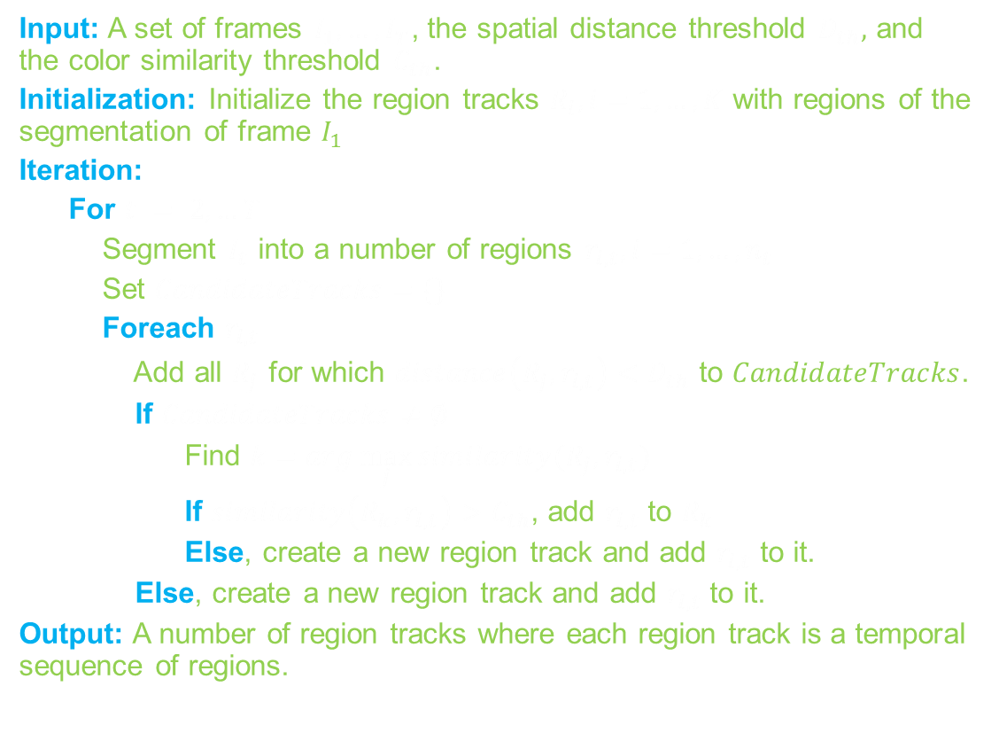 Input: A set of frames , the spatial distance threshold , and
the color similarity threshold .
Initialization: Initialize the region tracks with regions of the
segmentation of frame I₁
Iteration:
For
Segment into a number of regions
Set
Foreach
Add all for which to CandidateTracks.
If
Find
If , add to
Else, create a new region track and add to it.
Else, create a new region track and add to it.
Output: A number of region tracks where each region track is a temporal
sequence of regions.